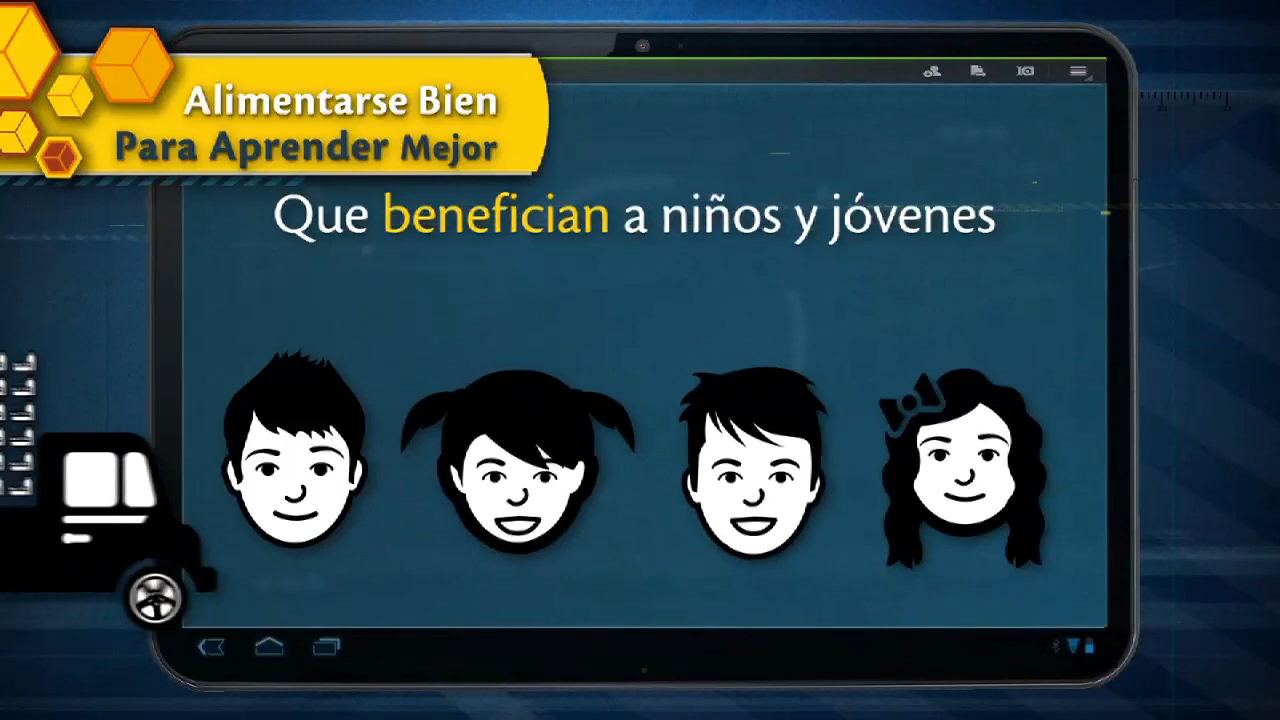 Alimentarse Bien
Para Aprender Mejor
Que benefician a niños y jóvenes